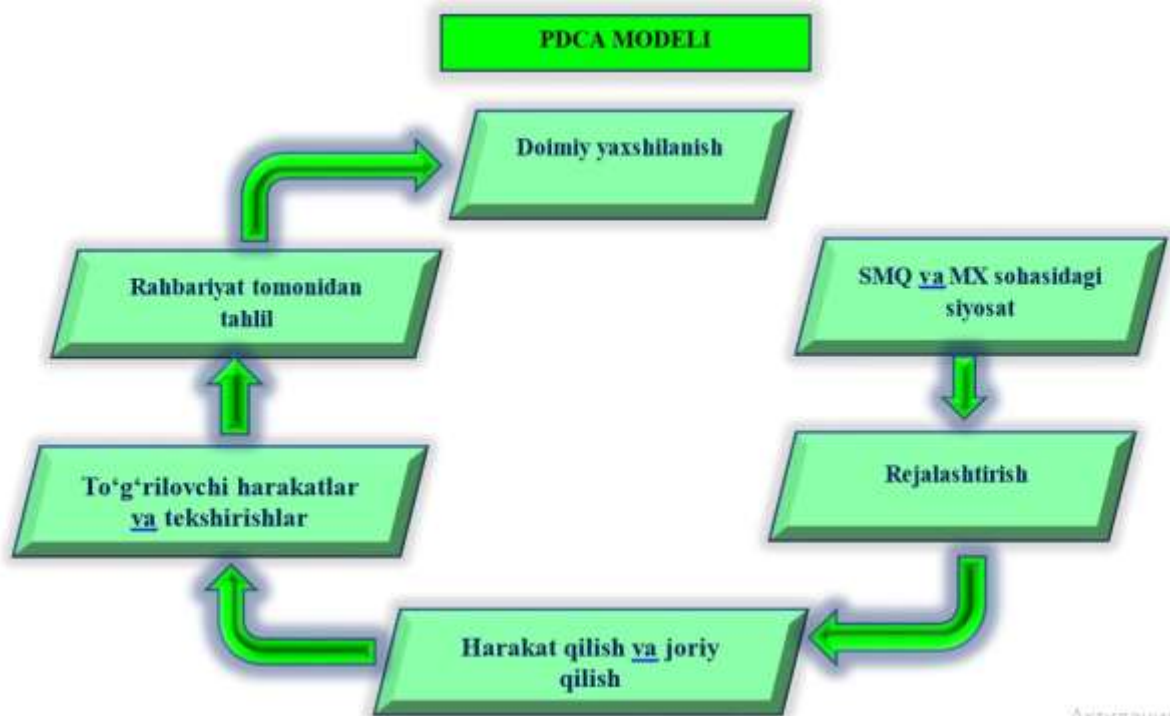 PDCA MODELI
Doimiy yaxshilanish
Rahbariyat tomonidan
tahlil
SMQ va MX sohasidagi
siyosat
To‘g‘rilovchi harakatlar
va tekshirishlar
Rejalashtirish
Harakat qilish va joriy
qilish